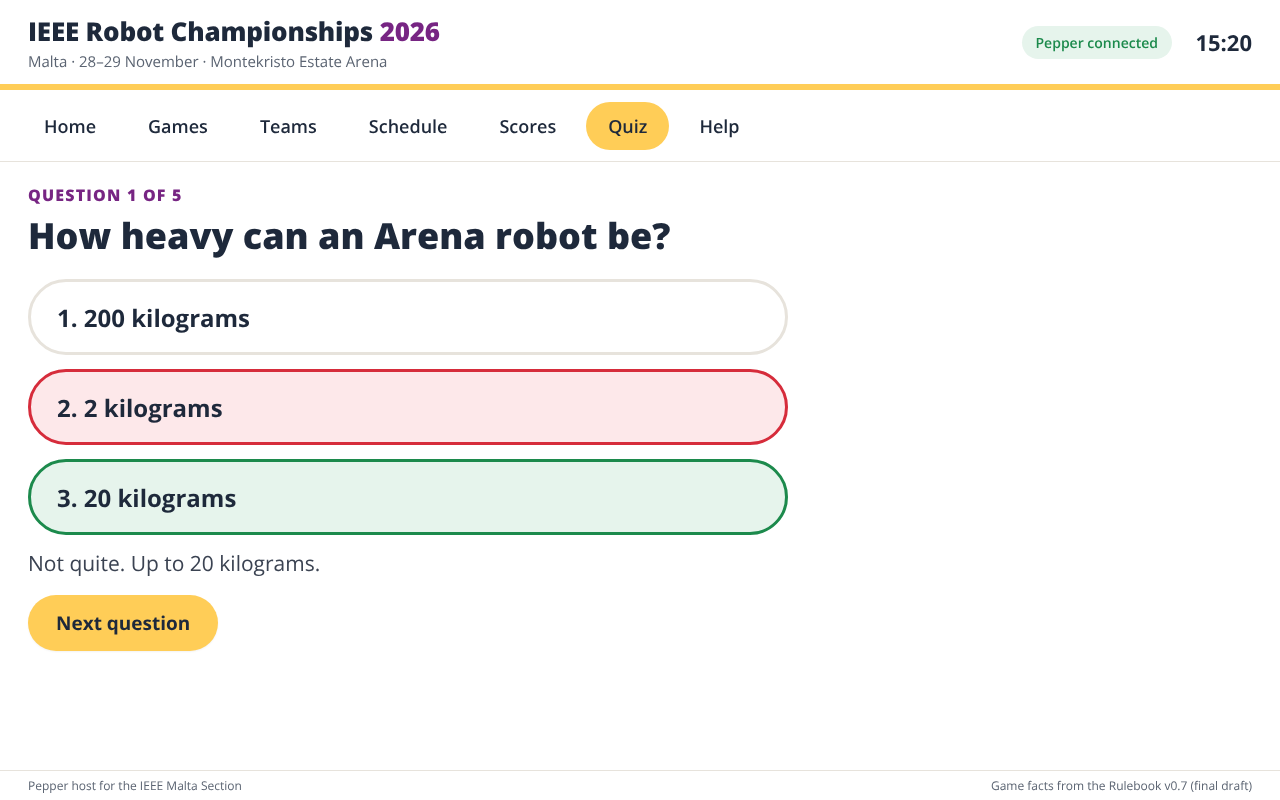 IEEE Robot Championships 2026
Malta · 28–29 November · Montekristo Estate Arena
Pepper connected
15:20
Home
Games
Teams
Schedule
Scores
Quiz
Help
QUESTION 1 OF 5
How heavy can an Arena robot be?
1. 200 kilograms
2. 2 kilograms
3. 20 kilograms
Not quite. Up to 20 kilograms.
Next question
Pepper host for the IEEE Malta Section
Game facts from the Rulebook v0.7 (final draft)